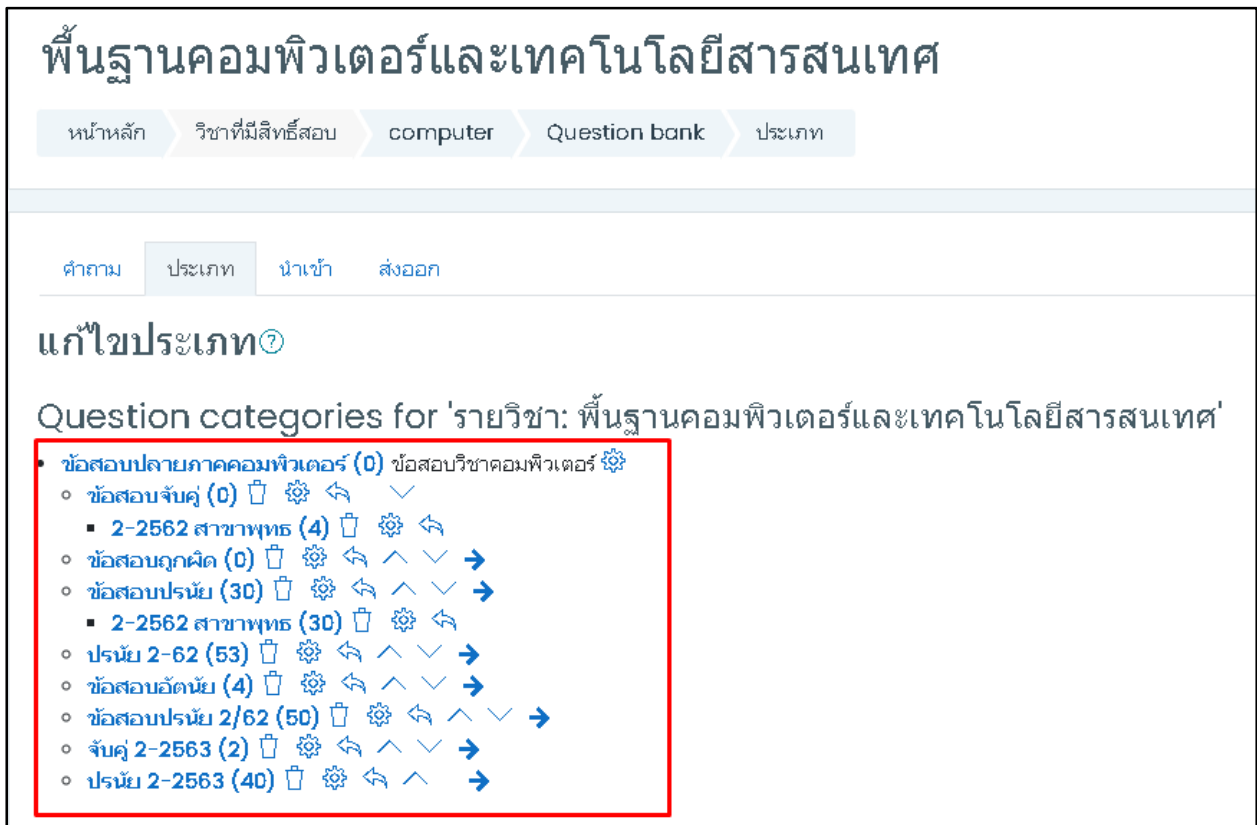 พื้นฐานคอมพิวเตอร์และเทคโนโลยีสารสนเทศ
หน้าหลัก วิชาที่มีสิทธิ์สอบ computer Question bank ประเภท
คำถาม ประเภท นำเข้า ส่งออก
แก้ไขประเภท
Question categories for 'รายวิชา: พื้นฐานคอมพิวเตอร์และเทคโนโลยีสารสนเทศ'
ข้อสอบปลายภาคคอมพิวเตอร์ (0) ข้อสอบวิชาคอมพิวเตอร์
ข้อสอบจับคู่ (0)
2-2562 สาขาพุทธ (4)
ข้อสอบถูกผิด (0)
ข้อสอบปรนัย (30)
2-2562 สาขาพุทธ (30)
ปรนัย 2-62 (53)
ข้อสอบอัตนัย (4)
ข้อสอบปรนัย 2/62 (50)
จับคู่ 2-2563 (2)
ปรนัย 2-2563 (40)